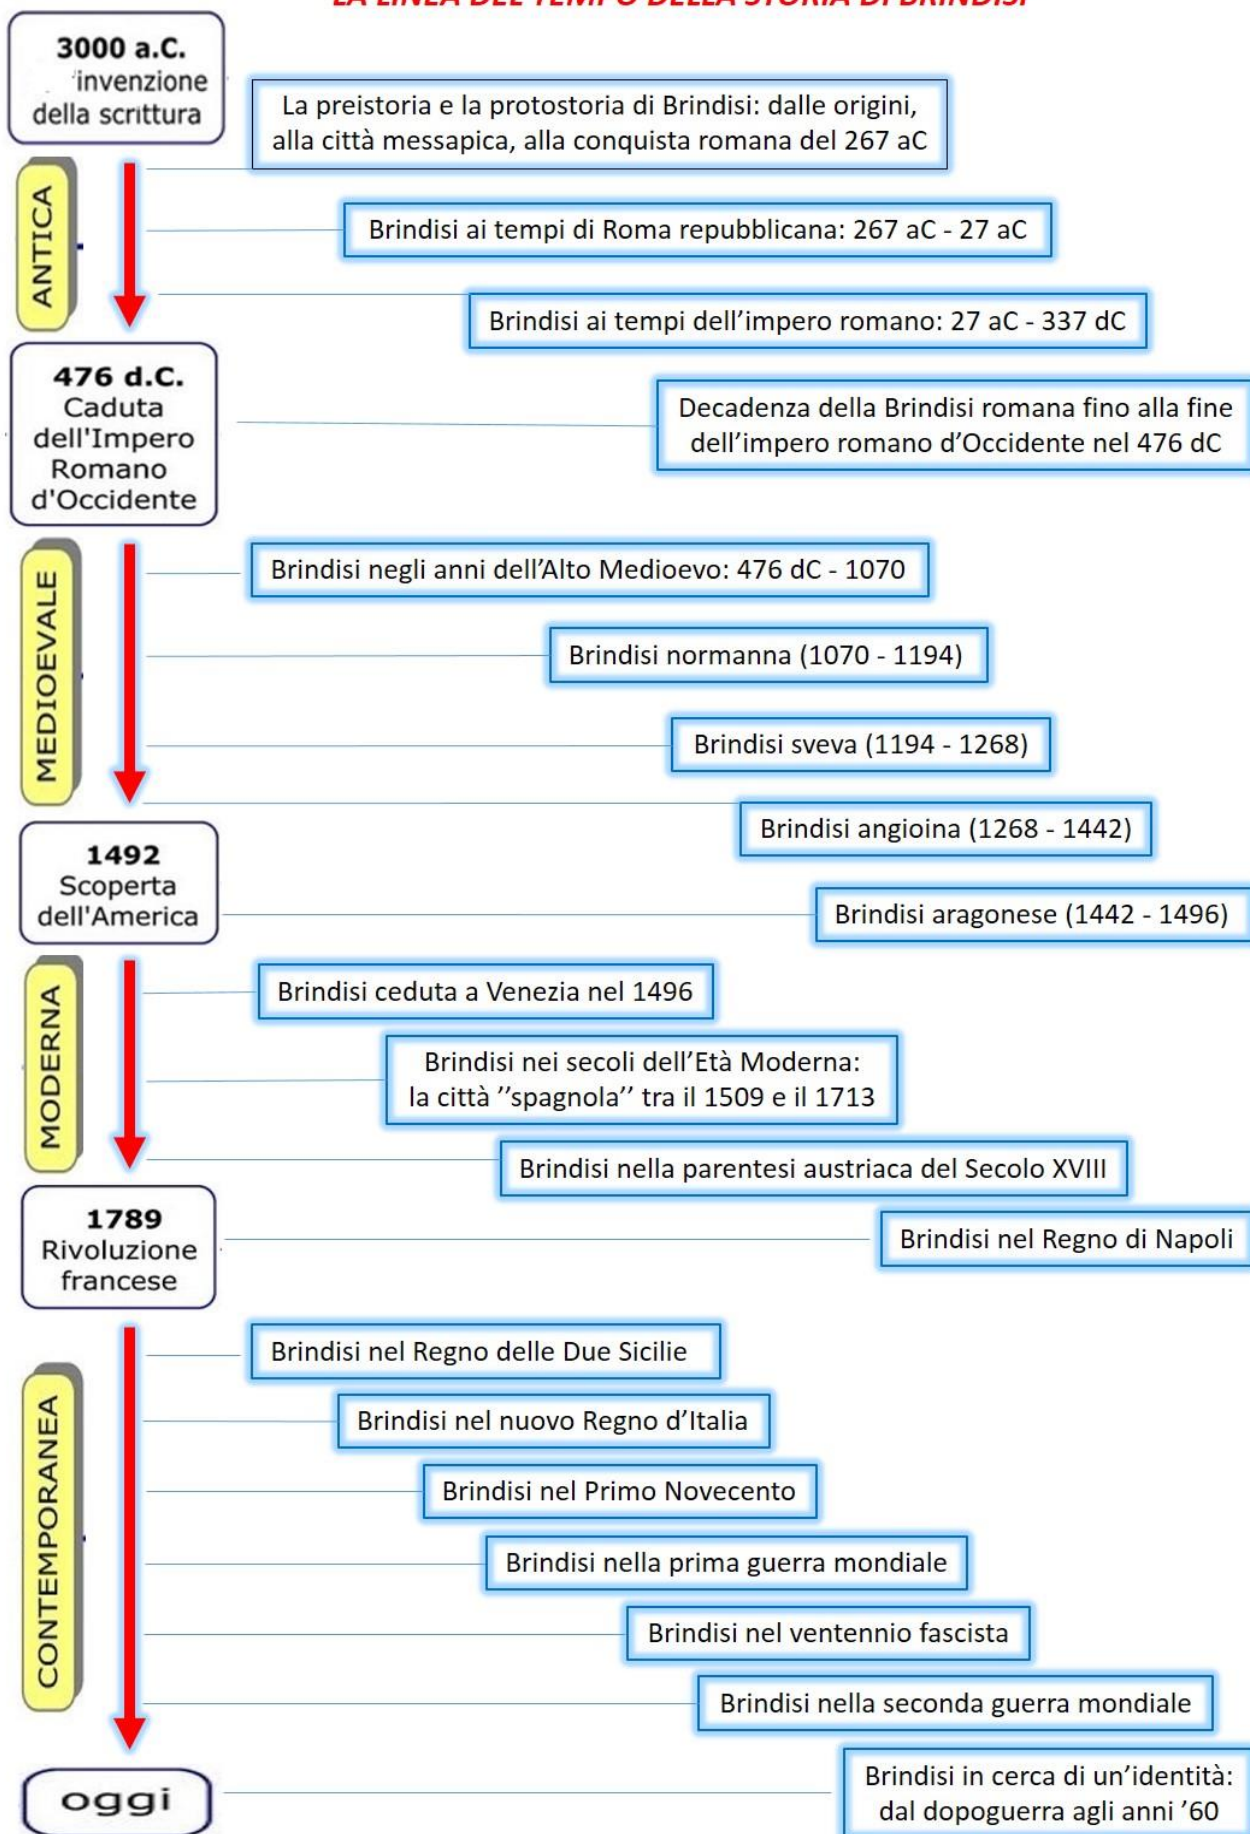 LA LINEA DEL TEMPO DELLA STORIA DI BRINDISI
3000 a.C.
'invenzione
della scrittura
La preistoria e la protostoria di Brindisi: dalle origini,
alla città messapica, alla conquista romana del 267 aC
ANTICA
Brindisi ai tempi di Roma repubblicana: 267 aC - 27 aC
Brindisi ai tempi dell'impero romano: 27 aC - 337 dC
476 d.C.
Caduta
dell'Impero
Romano
d'Occidente
Decadenza della Brindisi romana fino alla fine
dell'impero romano d'Occidente nel 476 dC
MEDIOEVALE
Brindisi negli anni dell'Alto Medioevo: 476 dC - 1070
Brindisi normanna (1070 - 1194)
Brindisi sveva (1194 - 1268)
Brindisi angioina (1268 - 1442)
1492
Scoperta
dell'America
Brindisi aragonese (1442 - 1496)
MODERNA
Brindisi ceduta a Venezia nel 1496
Brindisi nei secoli dell'Età Moderna:
la città ''spagnola'' tra il 1509 e il 1713
Brindisi nella parentesi austriaca del Secolo XVIII
1789
Rivoluzione
francese
Brindisi nel Regno di Napoli
CONTEMPORANEA
Brindisi nel Regno delle Due Sicilie
Brindisi nel nuovo Regno d'Italia
Brindisi nel Primo Novecento
Brindisi nella prima guerra mondiale
Brindisi nel ventennio fascista
Brindisi nella seconda guerra mondiale
oggi
Brindisi in cerca di un'identità:
dal dopoguerra agli anni '60